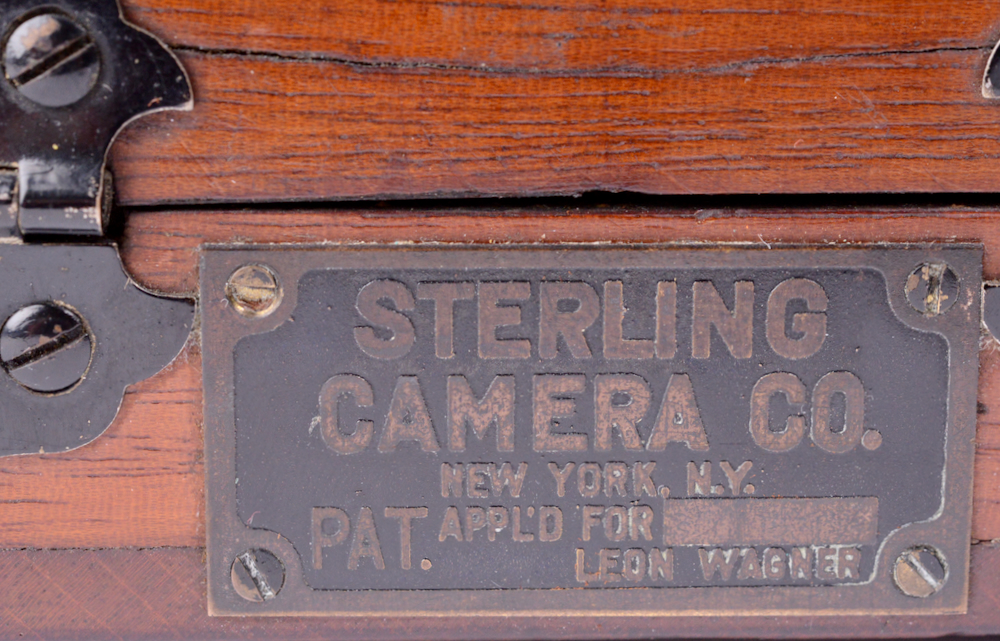 STERLING
CAMERA CO.
NEW YORK, N.Y.
PAT. APPL'D FOR
LEON WAGNER